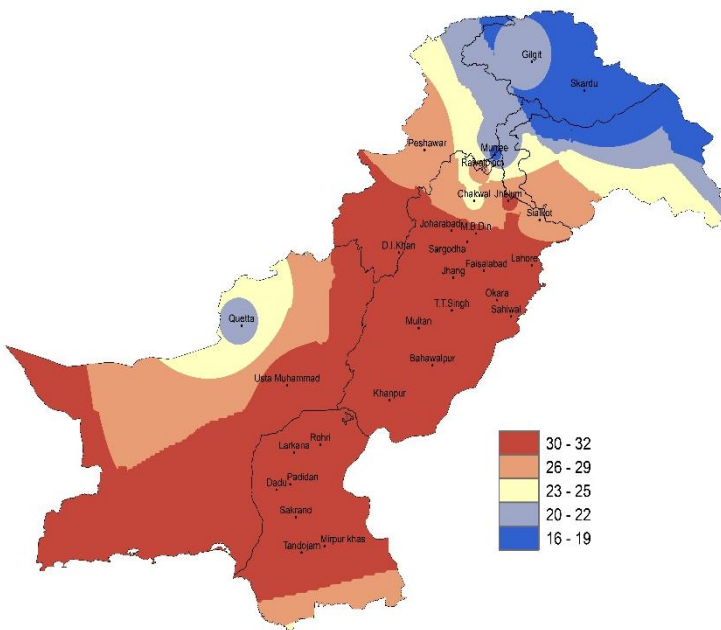 Gilgit
Skardu
Peshawar
Murree
Rawalpindi
Chakwal
Jhelum
Sialkot
Joharabad
M.B.Din
D.I.Khan
Sargodha
Lahore
Faisalabad
Jhang
Okara
T.T.Singh
Sahiwal
Quetta
Multan
Bahawalpur
Usta Muhammad
Khanpur
Rohri
Larkana
Padidan
Dadu
Sakrand
Mirpur khas
Tandojam
30 - 32
26 - 29
23 - 25
20 - 22
16 - 19